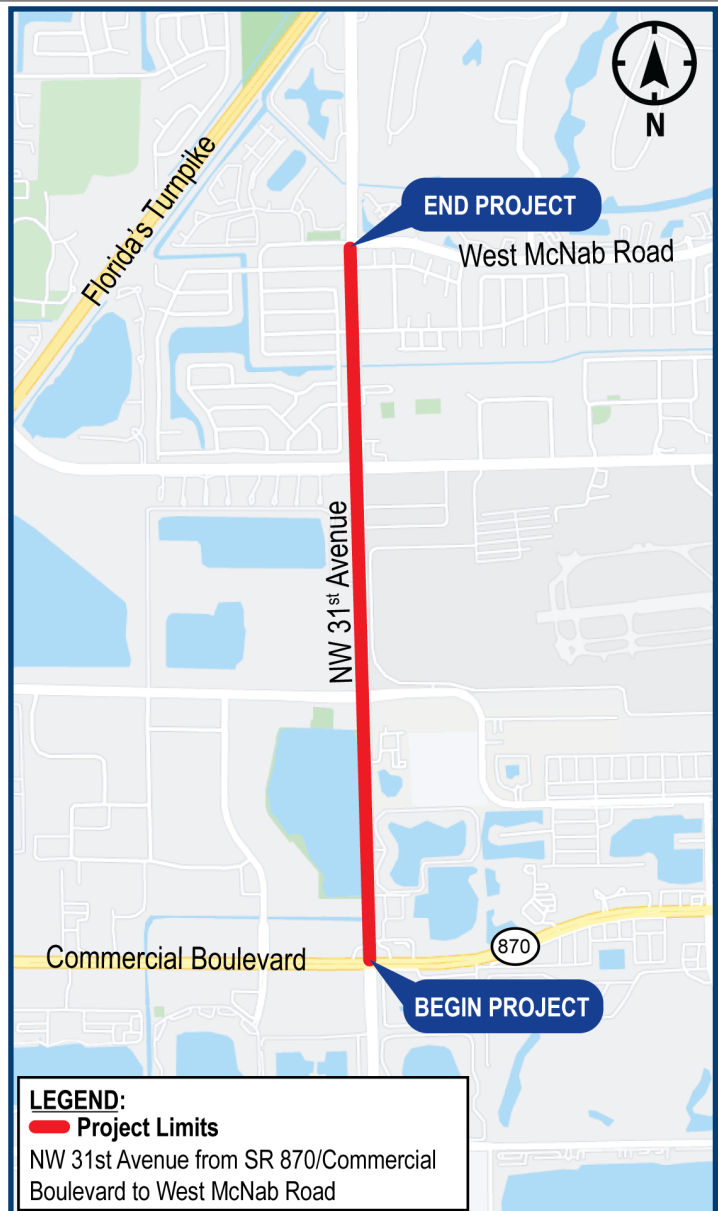 N
END PROJECT
West McNab Road
Florida's Turnpike
NW 31st Avenue
Commercial Boulevard
870
BEGIN PROJECT
LEGEND:
Project Limits
NW 31st Avenue from SR 870/Commercial
Boulevard to West McNab Road